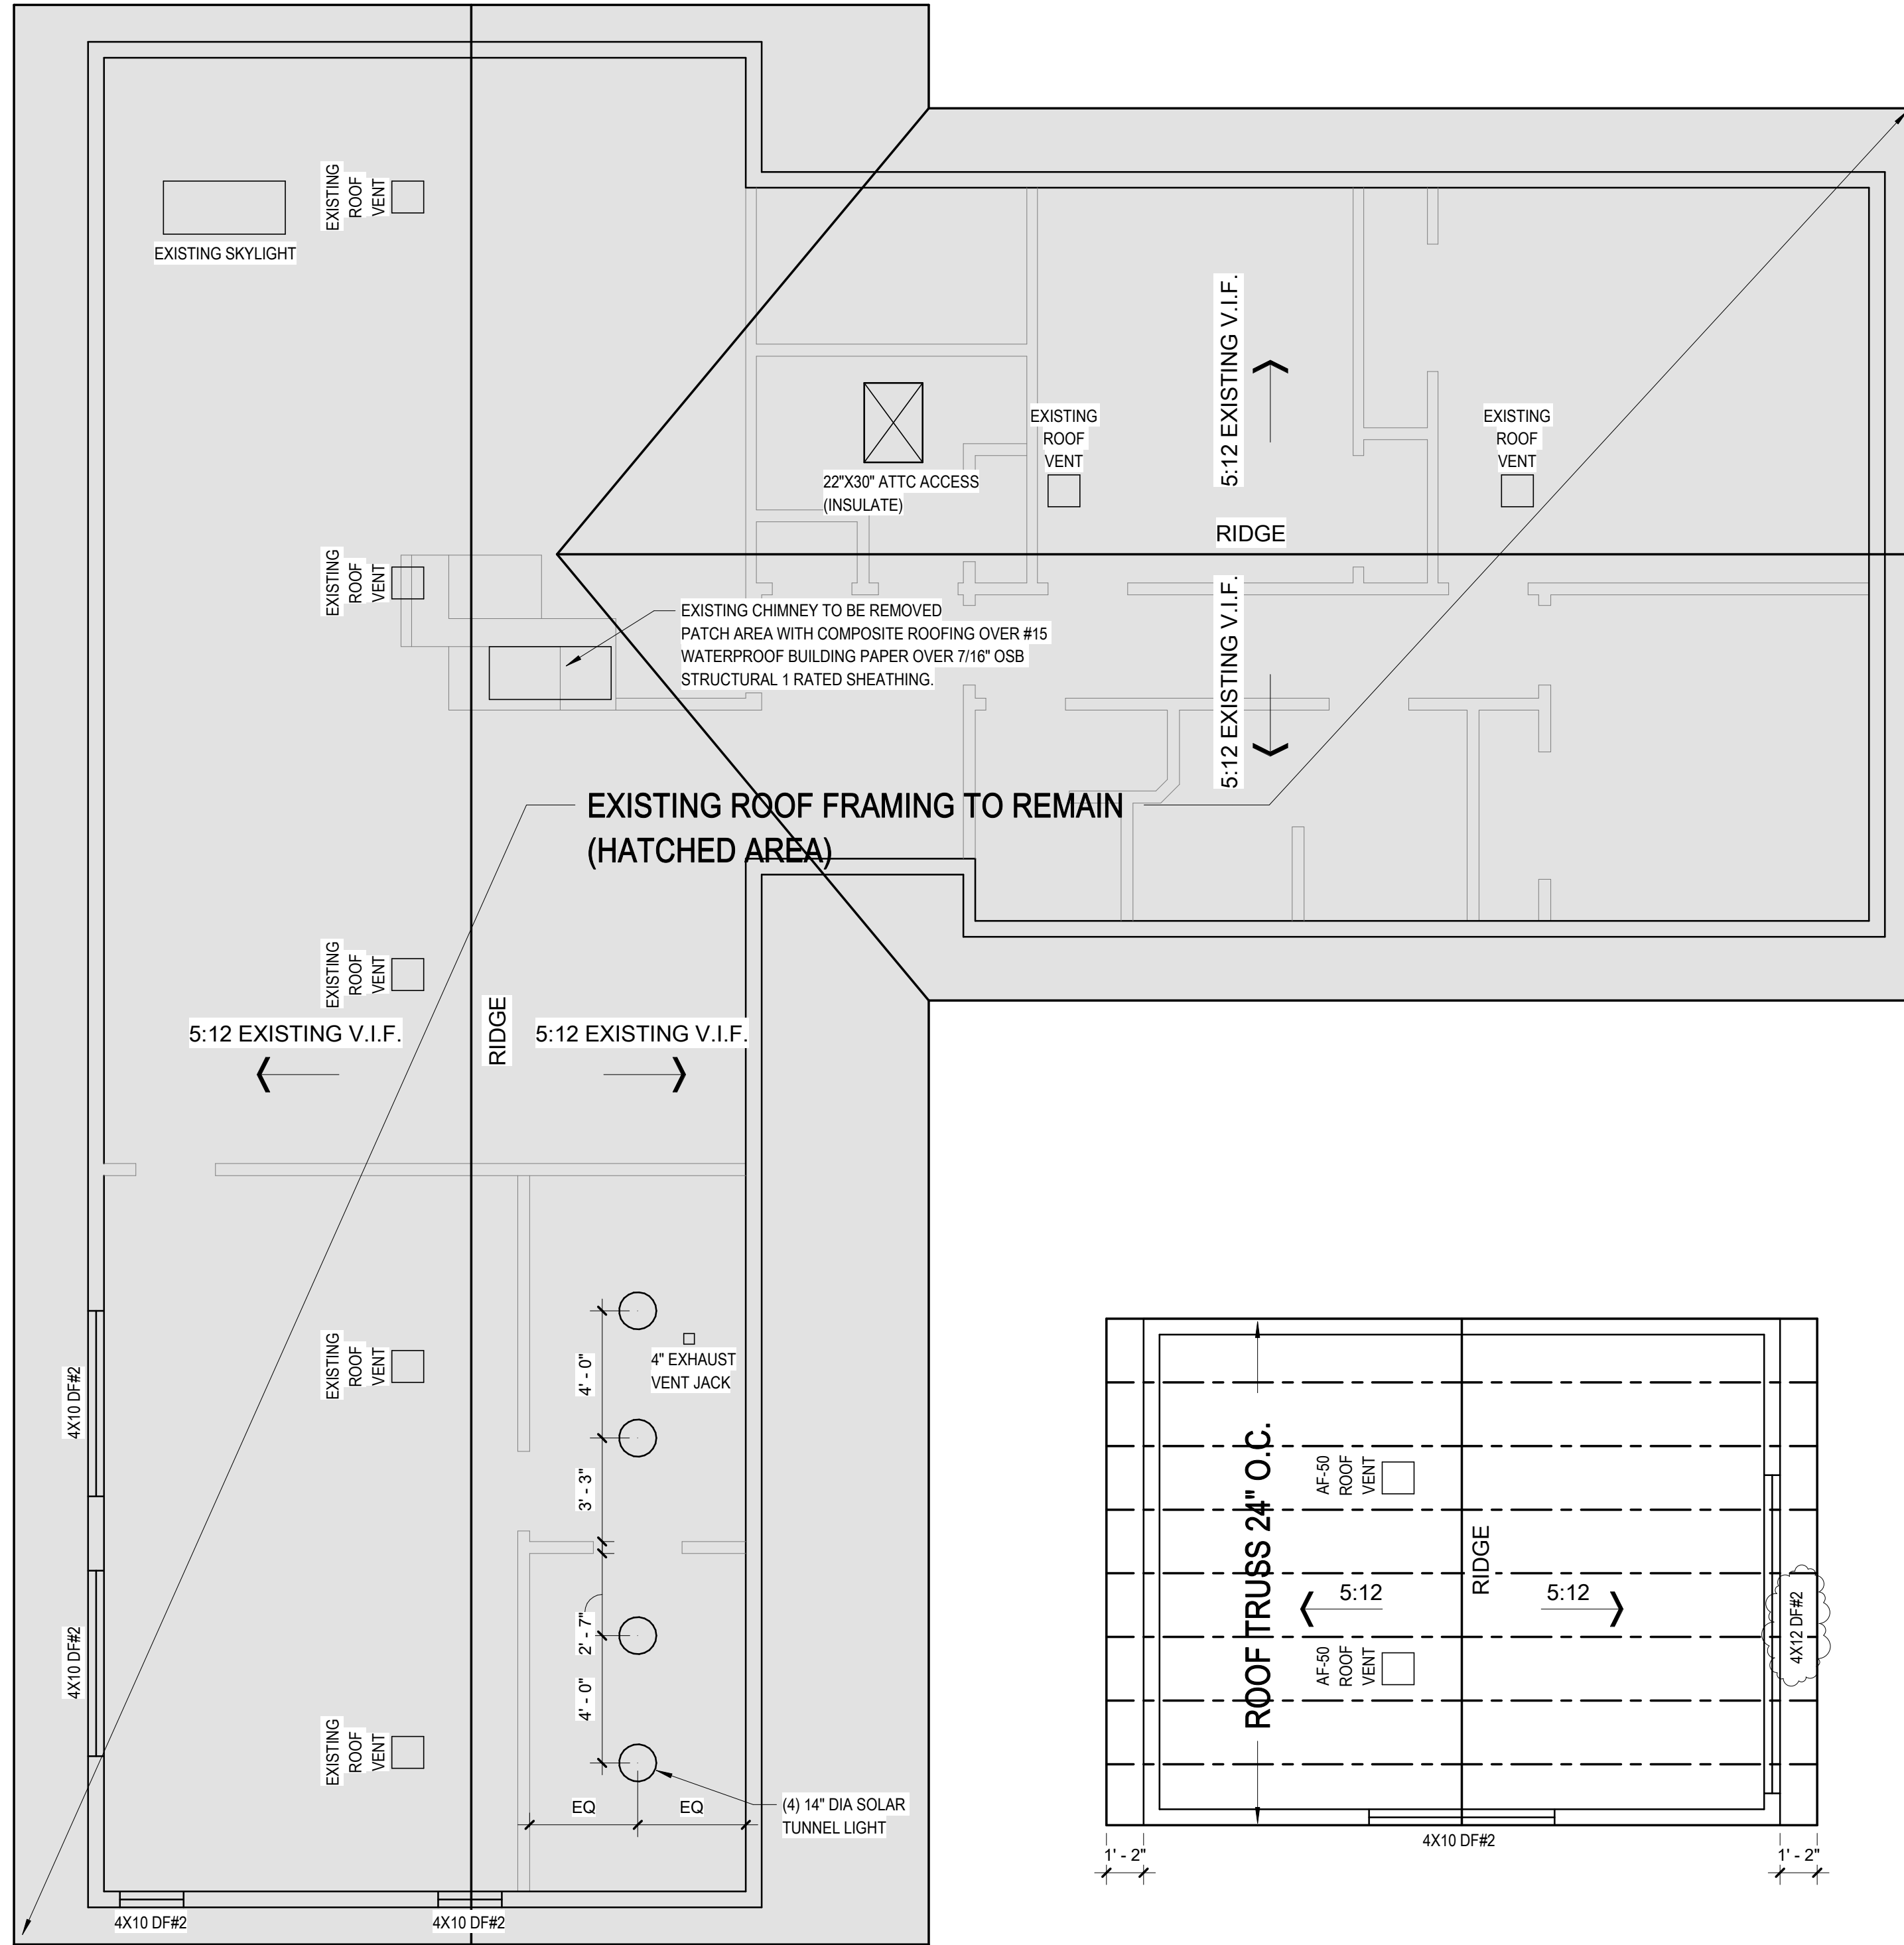 EXISTING
ROOF
VENT
EXISTING SKYLIGHT
5:12 EXISTING V.I.F.
EXISTING
ROOF
VENT
EXISTING
ROOF
VENT
22"X30" ATTC ACCESS
(INSULATE)
RIDGE
EXISTING
ROOF
VENT
5:12 EXISTING V.I.F.
EXISTING CHIMNEY TO BE REMOVED
PATCH AREA WITH COMPOSITE ROOFING OVER #15
WATERPROOF BUILDING PAPER OVER 7/16" OSB
STRUCTURAL 1 RATED SHEATHING.
EXISTING ROOF FRAMING TO REMAIN
(HATCHED AREA)
EXISTING
ROOF
VENT
RIDGE
5:12 EXISTING V.I.F.
5:12 EXISTING V.I.F.
4X10 DF#2
EXISTING
ROOF
VENT
4' - 0"
4" EXHAUST
VENT JACK
3' - 3"
4X10 DF#2
2' - 7"
4' - 0"
EXISTING
ROOF
VENT
EQ
EQ
(4) 14" DIA SOLAR
TUNNEL LIGHT
4X10 DF#2
4X10 DF#2
ROOF TRUSS 24" O.C.
AF-50
ROOF
VENT
RIDGE
5:12
5:12
AF-50
ROOF
VENT
4X12 DF#2
4X10 DF#2
1' - 2"
1' - 2"